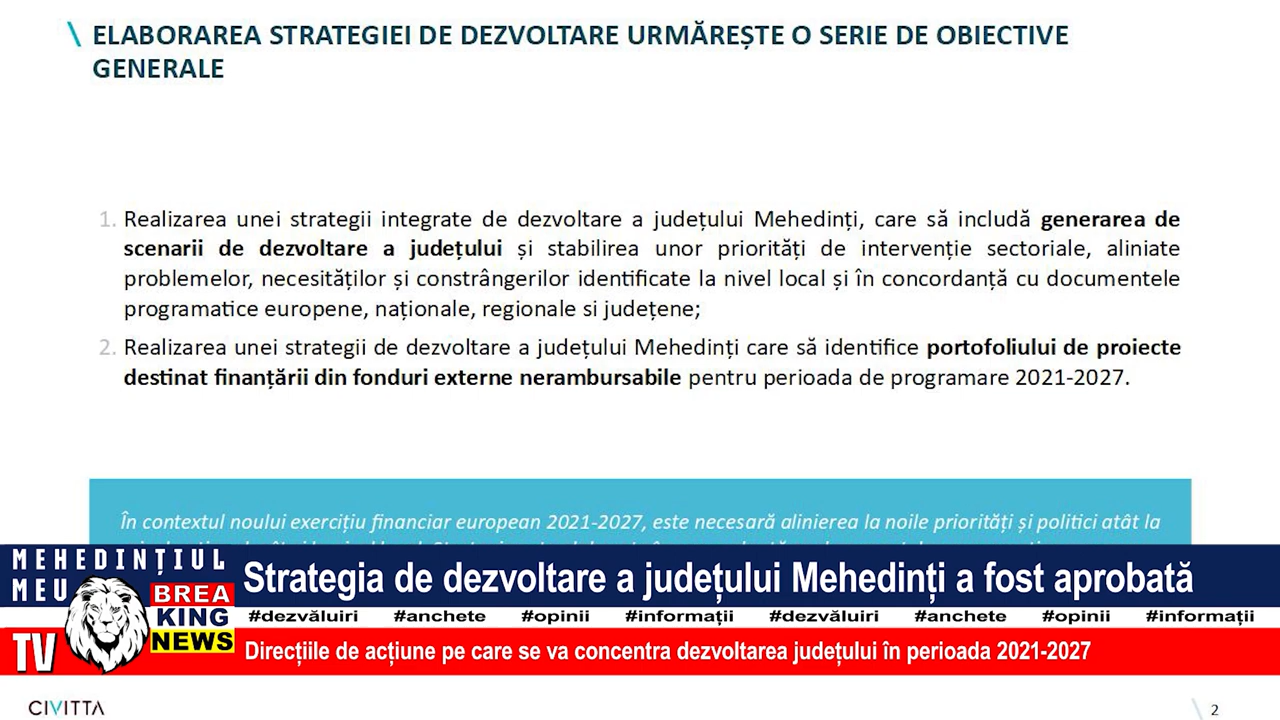 ELABORAREA STRATEGIEI DE DEZVOLTARE URMĂREȘTE O SERIE DE OBIECTIVE
GENERALE
1. Realizarea unei strategii integrate de dezvoltare a județului Mehedinți, care să includă generarea de
scenarii de dezvoltare a județului și stabilirea unor priorități de intervenție sectoriale, aliniate
problemelor, necesităților și constrângerilor identificate la nivel local și în concordanță cu documentele
programatice europene, naționale, regionale si județene;
2. Realizarea unei strategii de dezvoltare a județului Mehedinți care să identifice portofoliului de proiecte
destinat finanțării din fonduri externe nerambursabile pentru perioada de programare 2021-2027.
În contextul noului exercițiu financiar european 2021-2027, este necesară alinierea la noile priorități și politici atât la
MEHEDINȚIUL
MEU
TV
BREA
KING
NEWS
Strategia de dezvoltare a județului Mehedinți a fost aprobată
#dezvăluiri #anchete #opinii #informații #dezvăluiri #anchete #opinii #informații
Direcțiile de acțiune pe care se va concentra dezvoltarea județului în perioada 2021-2027
CIVITTA
2